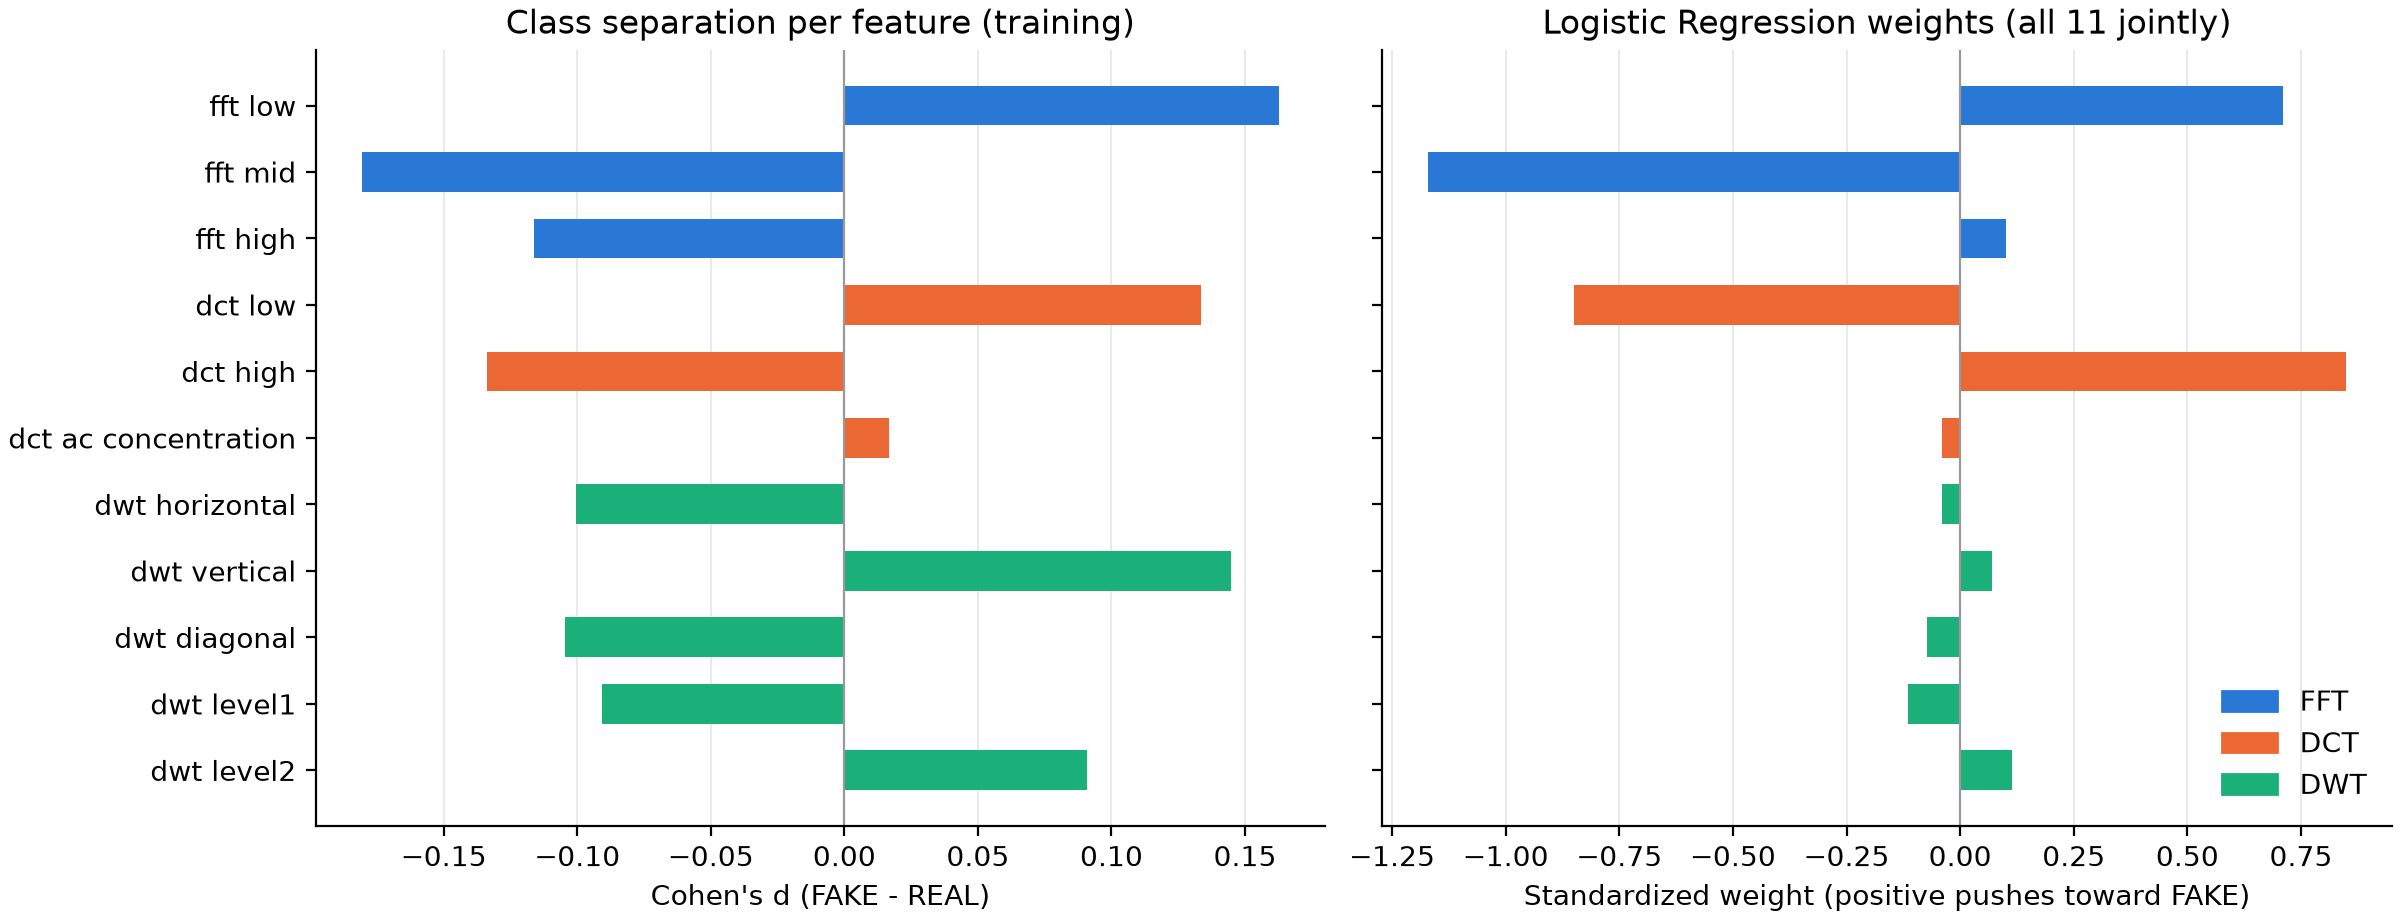 Class separation per feature (training)
fft low
fft mid
fft high
dct low
dct high
dct ac concentration
dwt horizontal
dwt vertical
dwt diagonal
dwt level1
dwt level2
−0.15 −0.10 −0.05 0.00 0.05 0.10 0.15
Cohen's d (FAKE - REAL)
Logistic Regression weights (all 11 jointly)
FFT
DCT
DWT
−1.25 −1.00 −0.75 −0.50 −0.25 0.00 0.25 0.50 0.75
Standardized weight (positive pushes toward FAKE)